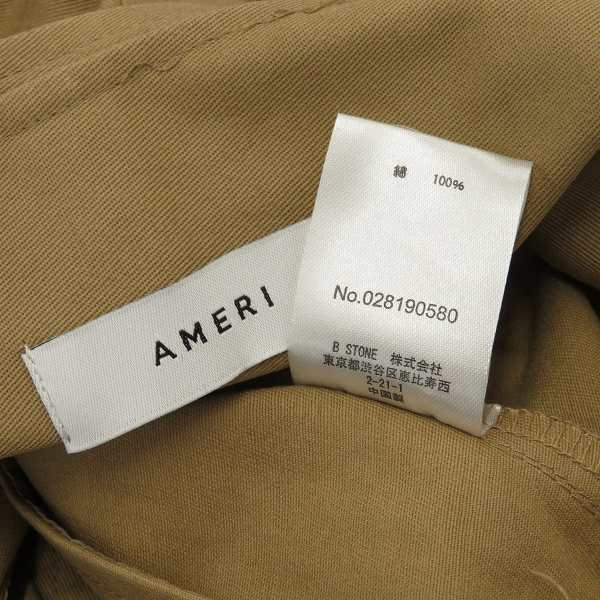 AMERI
綿 100%
No.028190580
B STONE 株式会社
東京都渋谷区恵比寿西
2-21-1
中国製